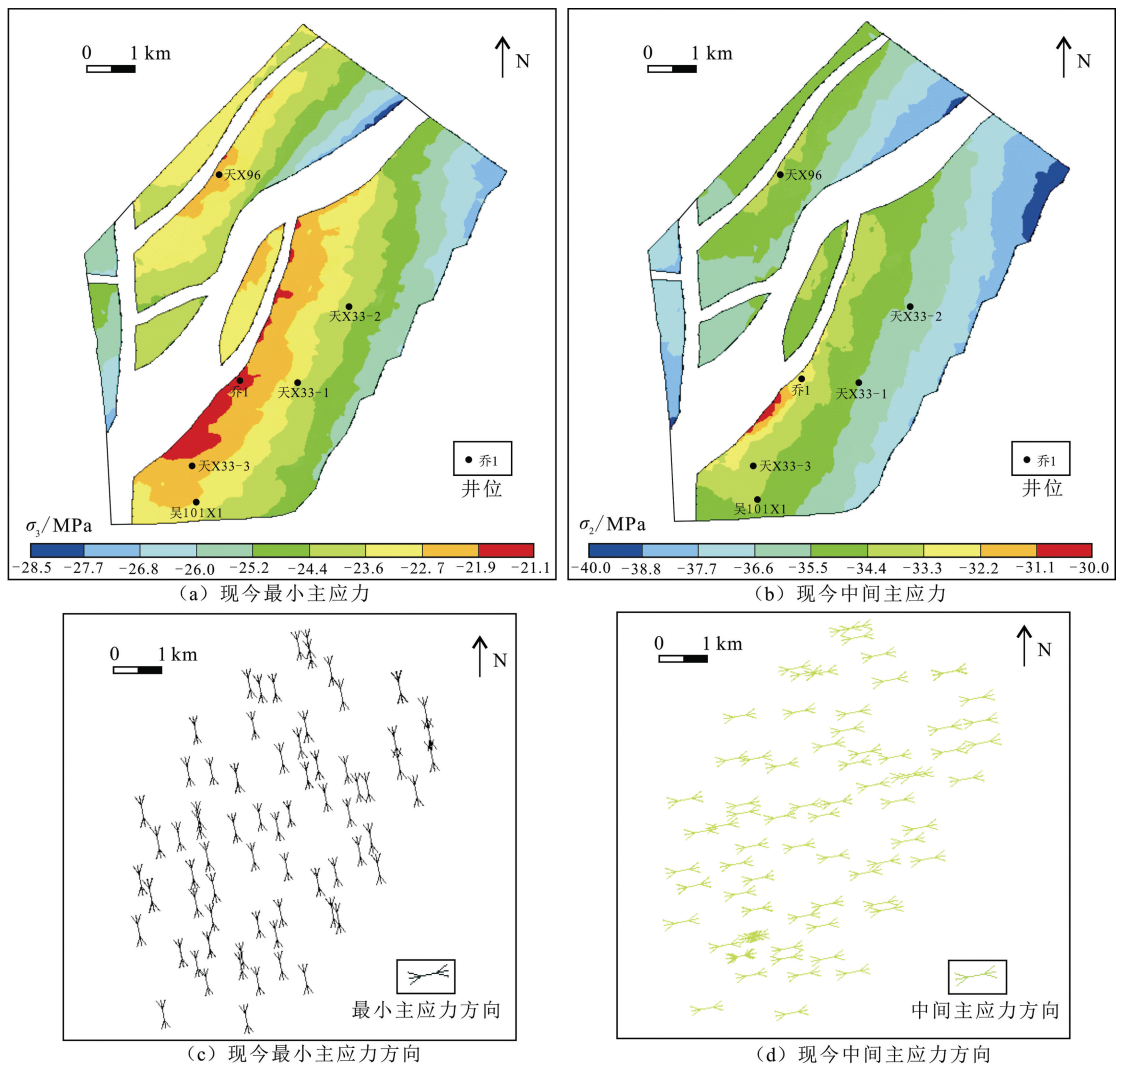 0 1 km
N
天X96
天X33-2
乔1
天X33-1
天X33-3
吴101X1
乔1
井位
σ3/MPa
-28.5 -27.7 -26.8 -26.0 -25.2 -24.4 -23.6 -22.7 -21.9 -21.1
(a) 现今最小主应力
0 1 km
N
天X96
天X33-2
乔1
天X33-1
天X33-3
吴101X1
乔1
井位
σ2/MPa
-40.0 -38.8 -37.7 -36.6 -35.5 -34.4 -33.3 -32.2 -31.1 -30.0
(b) 现今中间主应力
0 1 km
N
最小主应力方向
(c) 现今最小主应力方向
0 1 km
N
中间主应力方向
(d) 现今中间主应力方向